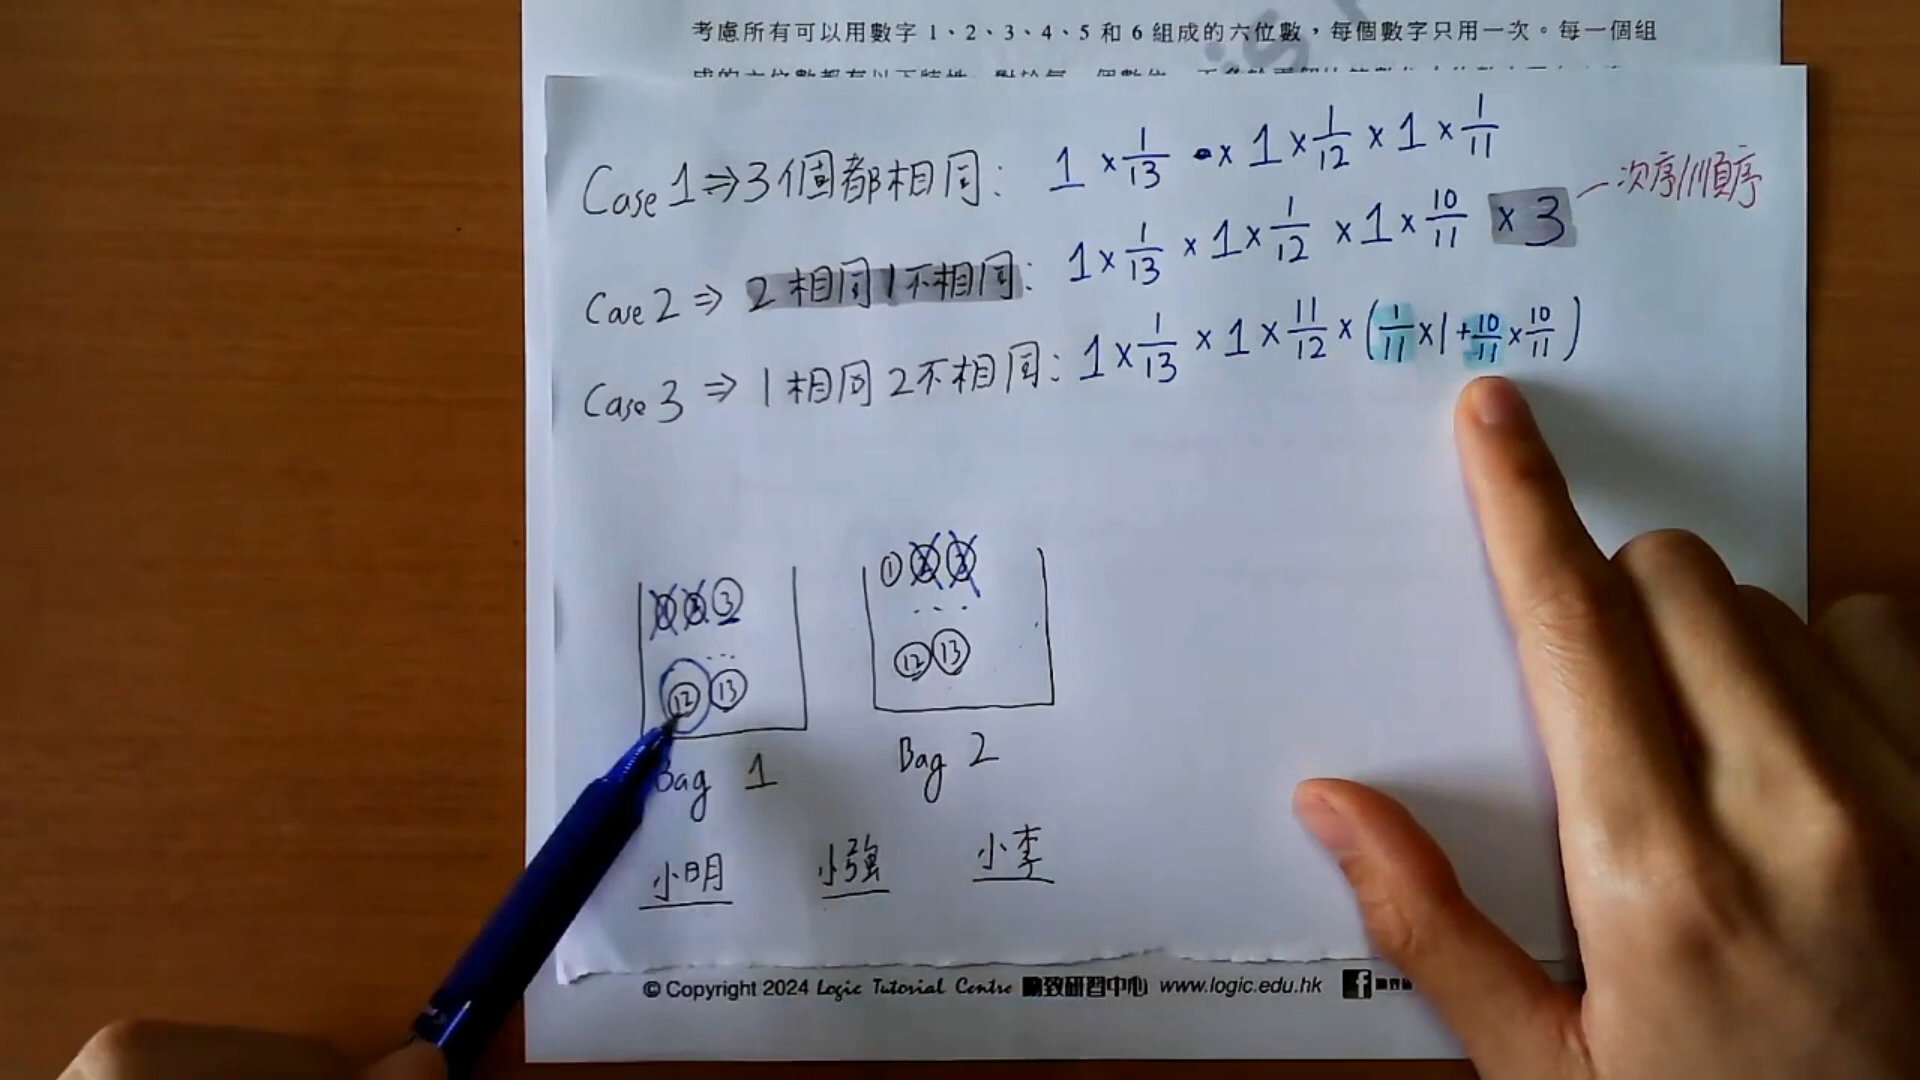 考慮所有可以用數字 1、2、3、4、5 和 6 組成的六位數，每個數字只用一次。每一個組
Case 1 ⇒ 3個都相同: 1 × 1/13 × 1 × 1/12 × 1 × 1/11
次序/順序
Case 2 ⇒ 2相同1不相同: 1 × 1/13 × 1 × 1/12 × 1 × 10/11 × 3
Case 3 ⇒ 1相同2不相同: 1 × 1/13 × 1 × 11/12 × (1/11 × 1 + 10/11 × 10/11)
③
... 
⑫ ⑬
Bag 1
① ② ③
...
⑫ ⑬
Bag 2
小明 小強 小李
© Copyright 2024 Logic Tutorial Centre 勵致研習中心 www.logic.edu.hk